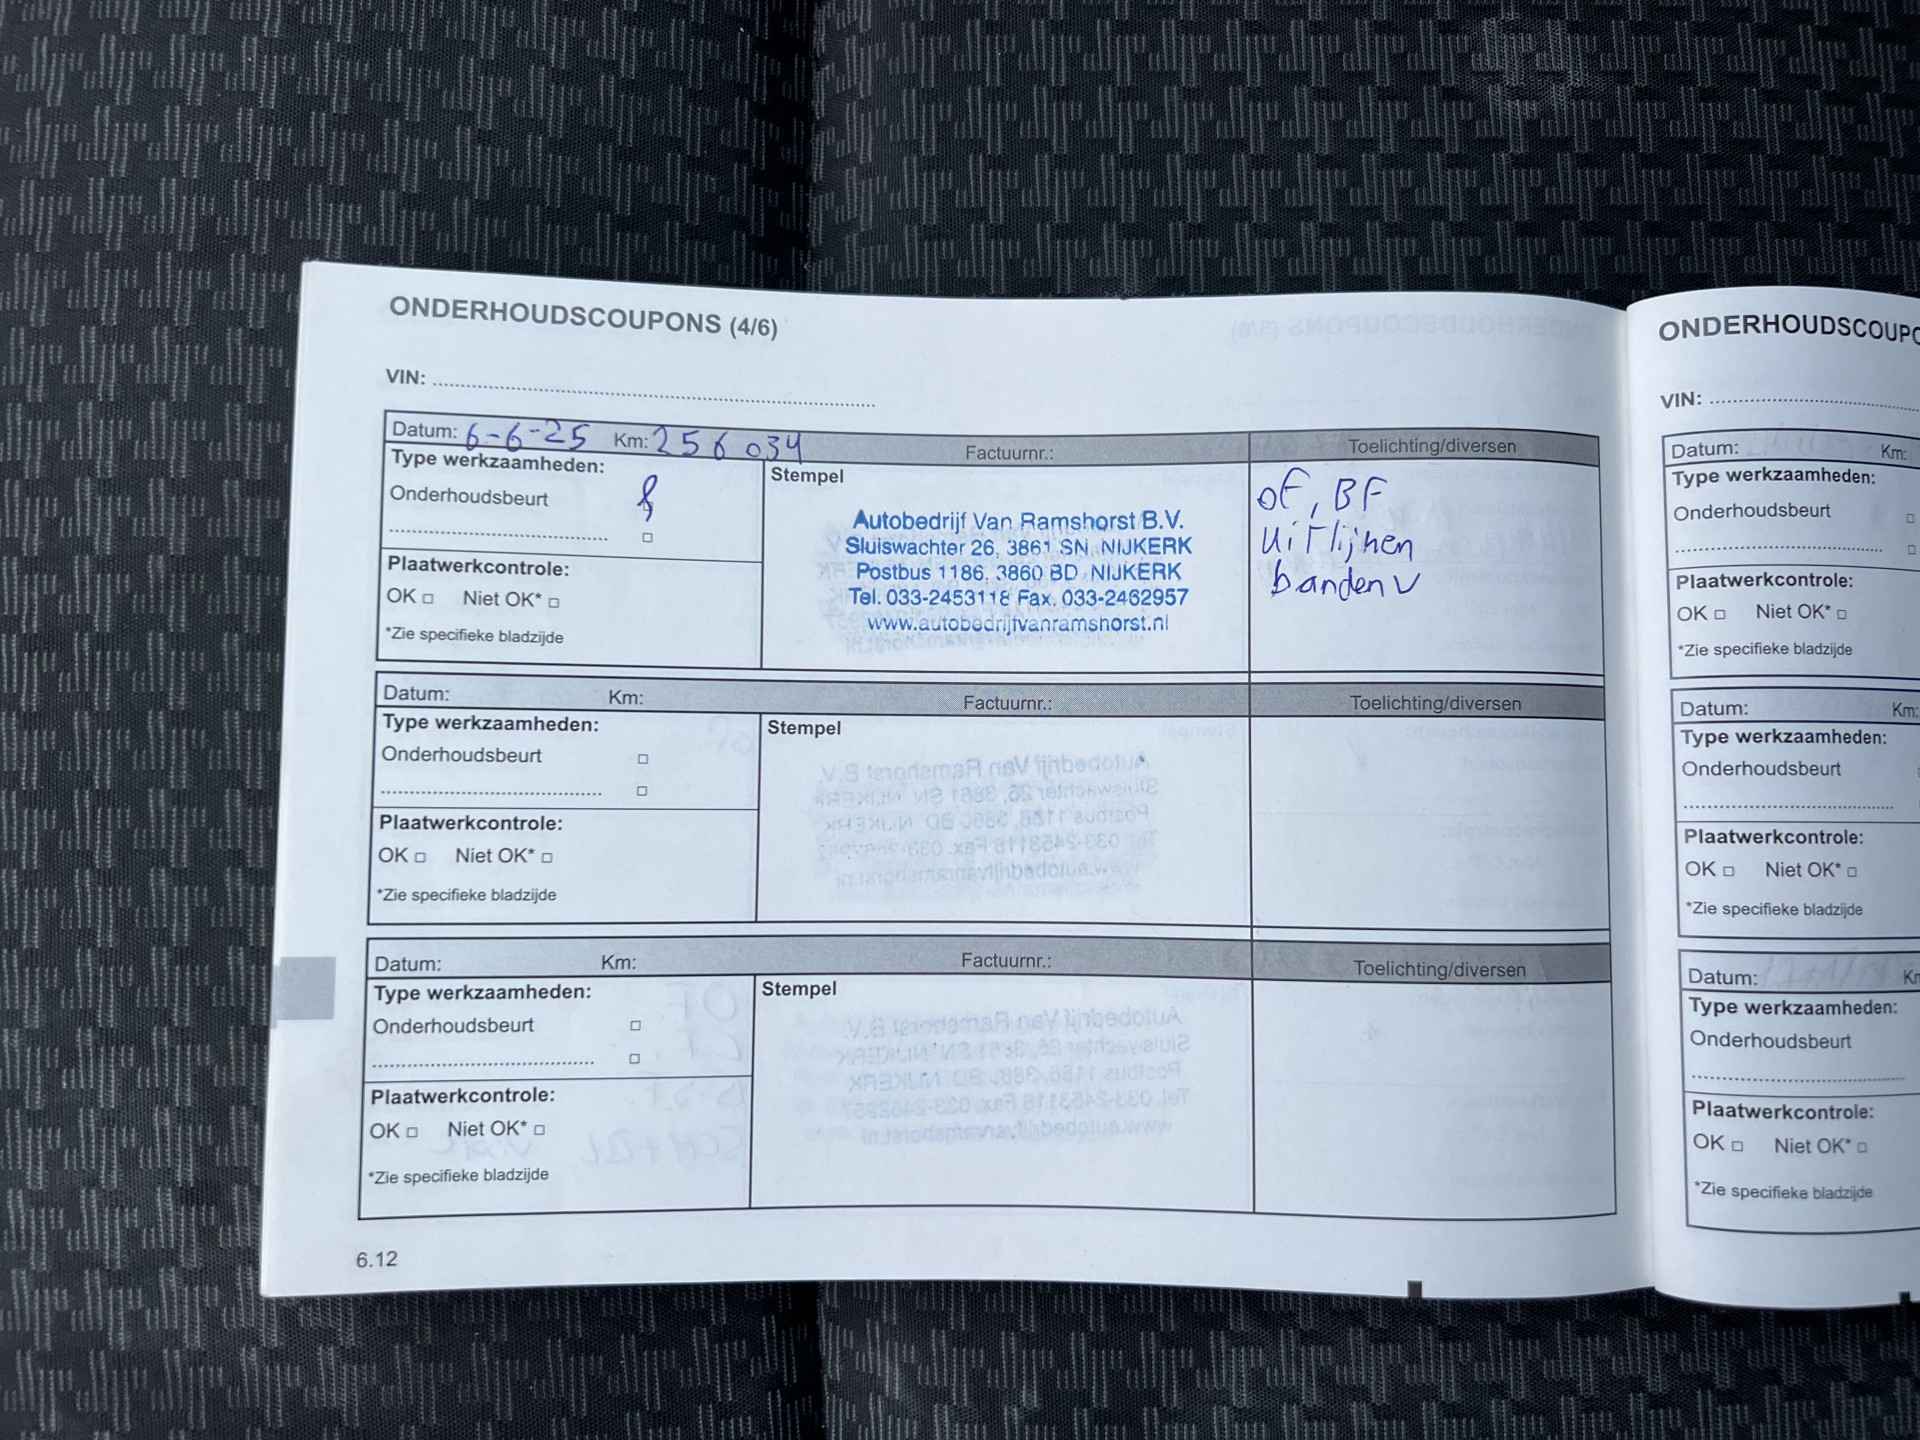 ONDERHOUDSCOUPONS (4/6)
VIN:
Datum: 6-6-25 Km: 256034 Factuurnr.: Toelichting/diversen
Type werkzaamheden:
Onderhoudsbeurt
Plaatwerkcontrole:
OK □ Niet OK* □
*Zie specifieke bladzijde
Stempel
Autobedrijf Van Ramshorst B.V.
Sluiswachter 26, 3861 SN NIJKERK
Postbus 1186, 3860 BD NIJKERK
Tel. 033-2453118 Fax. 033-2462957
www.autobedrijfvanramshorst.nl
OF, BF
uitlijnen
banden v
Datum: Km: Factuurnr.: Toelichting/diversen
Type werkzaamheden:
Onderhoudsbeurt □
Plaatwerkcontrole:
OK □ Niet OK* □
*Zie specifieke bladzijde
Stempel
Datum: Km: Factuurnr.: Toelichting/diversen
Type werkzaamheden:
Onderhoudsbeurt □
Plaatwerkcontrole:
OK □ Niet OK* □
*Zie specifieke bladzijde
Stempel
6.12
ONDERHOUDSCOUPO
VIN:
Datum: Km:
Type werkzaamheden:
Onderhoudsbeurt □
Plaatwerkcontrole:
OK □ Niet OK* □
*Zie specifieke bladzijde
Datum: Km:
Type werkzaamheden:
Onderhoudsbeurt
Plaatwerkcontrole:
OK □ Niet OK* □
*Zie specifieke bladzijde
Datum: Km
Type werkzaamheden:
Onderhoudsbeurt
Plaatwerkcontrole:
OK □ Niet OK* □
*Zie specifieke bladzijde